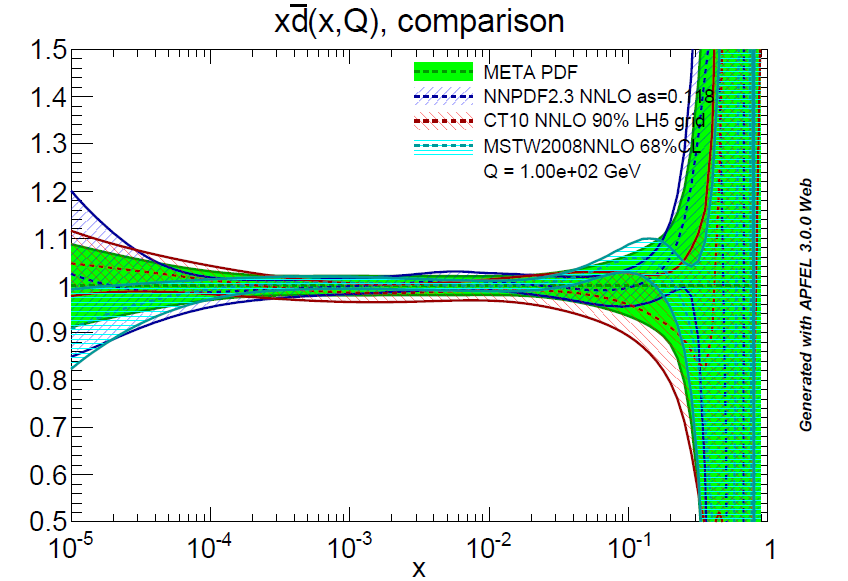 xd̅(x,Q), comparison
META PDF
NNPDF2.3 NNLO as=0.118
CT10 NNLO 90% LH5 grid
MSTW2008NNLO 68%CL
Q = 1.00e+02 GeV
1.5
1.4
1.3
1.2
1.1
1
0.9
0.8
0.7
0.6
0.5
10⁻⁵ 10⁻⁴ 10⁻³ 10⁻² 10⁻¹ 1
x
Generated with APFEL 3.0.0 Web